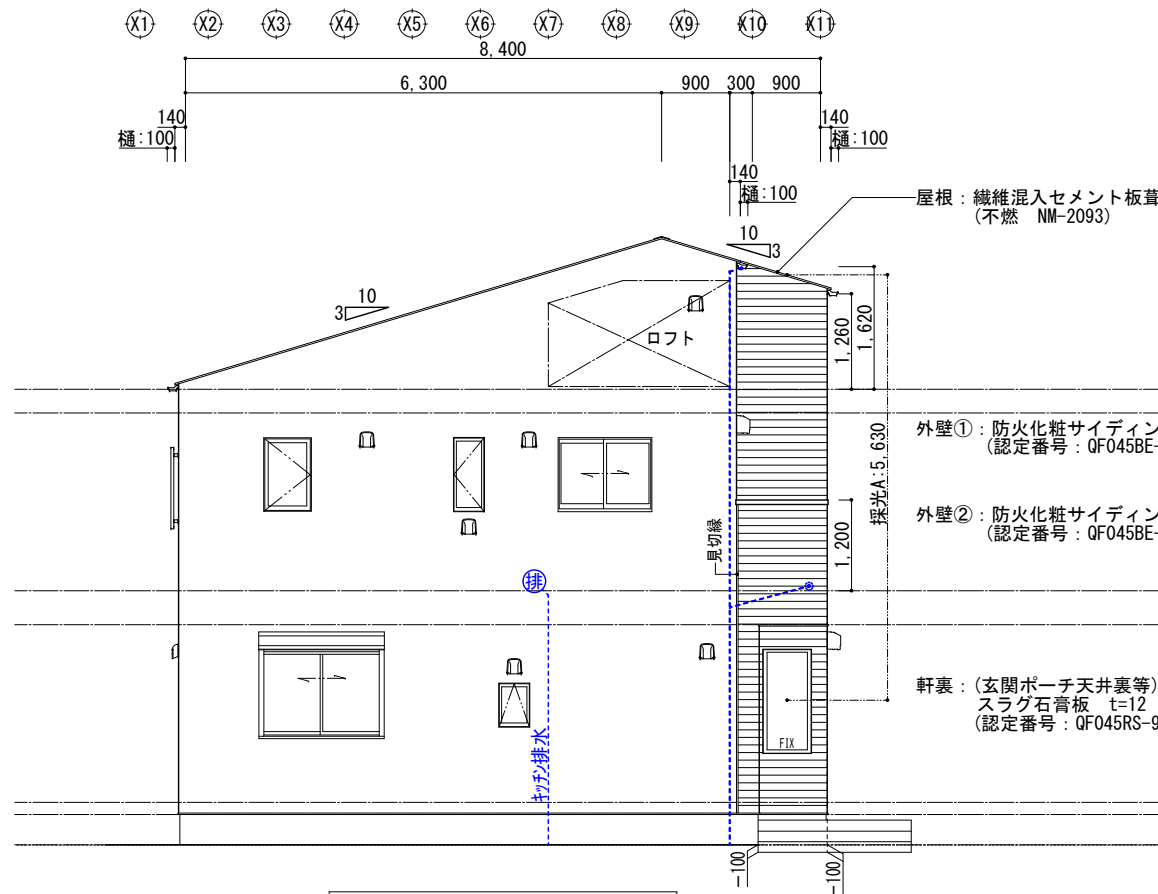 X1 X2 X3 X4 X5 X6 X7 X8 X9 X10 X11
8,400
6,300 900 300 900
140 140
樋:100 樋:100
140
樋:100
屋根：繊維混入セメント板葺
(不燃 NM-2093)
10
3
10
3
ロフト
1,260
1,620
採光A:5,630
外壁①：防火化粧サイディン
(認定番号：QF045BE-
外壁②：防火化粧サイディン
(認定番号：QF045BE-
見切縁
1,200
排
キッチン排水
軒裏：(玄関ポーチ天井裏等)
スラグ石膏板 t=12
(認定番号：QF045RS-9
FIX
-100
-100